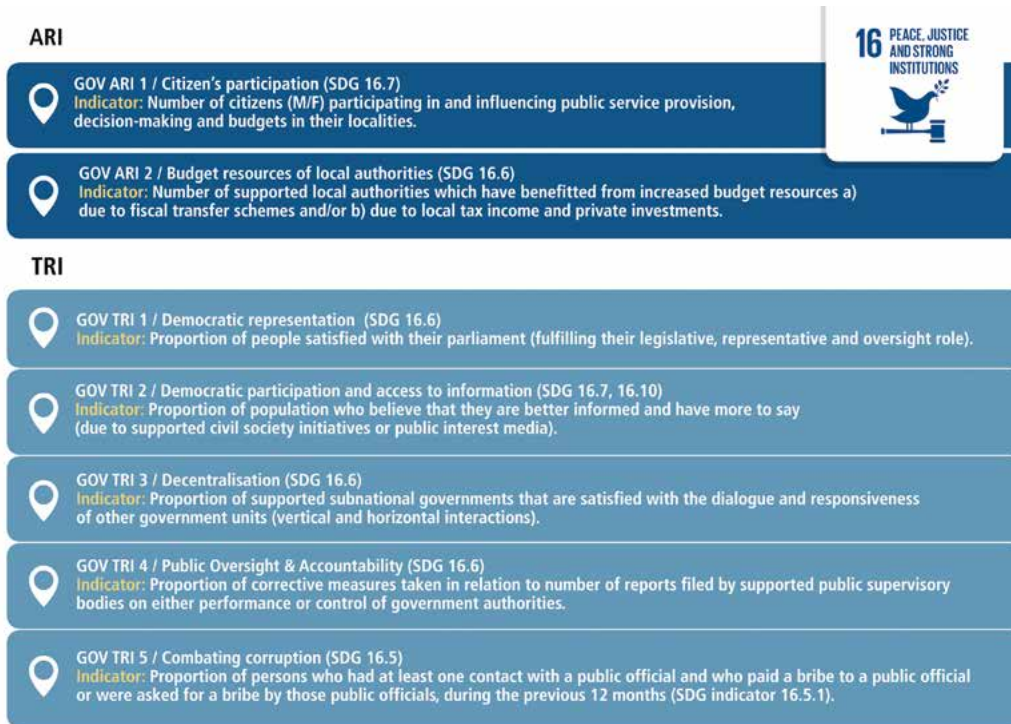 ARI
16 PEACE, JUSTICE
AND STRONG
INSTITUTIONS
GOV ARI 1 / Citizen's participation (SDG 16.7)
Indicator: Number of citizens (M/F) participating in and influencing public service provision,
decision-making and budgets in their localities.
GOV ARI 2 / Budget resources of local authorities (SDG 16.6)
Indicator: Number of supported local authorities which have benefitted from increased budget resources a)
due to fiscal transfer schemes and/or b) due to local tax income and private investments.
TRI
GOV TRI 1 / Democratic representation (SDG 16.6)
Indicator: Proportion of people satisfied with their parliament (fulfilling their legislative, representative and oversight role).
GOV TRI 2 / Democratic participation and access to information (SDG 16.7, 16.10)
Indicator: Proportion of population who believe that they are better informed and have more to say
(due to supported civil society initiatives or public interest media).
GOV TRI 3 / Decentralisation (SDG 16.6)
Indicator: Proportion of supported subnational governments that are satisfied with the dialogue and responsiveness
of other government units (vertical and horizontal interactions).
GOV TRI 4 / Public Oversight & Accountability (SDG 16.6)
Indicator: Proportion of corrective measures taken in relation to number of reports filed by supported public supervisory
bodies on either performance or control of government authorities.
GOV TRI 5 / Combating corruption (SDG 16.5)
Indicator: Proportion of persons who had at least one contact with a public official and who paid a bribe to a public official
or were asked for a bribe by those public officials, during the previous 12 months (SDG indicator 16.5.1).